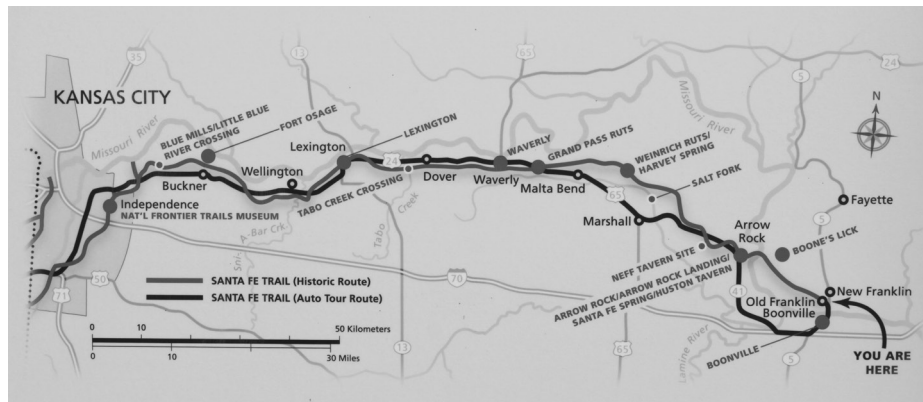 KANSAS CITY
35
13
65
24
5
N
Missouri River
BLUE MILLS/LITTLE BLUE
RIVER CROSSING
FORT OSAGE
Lexington
LEXINGTON
24
WAVERLY
GRAND PASS RUTS
WEINRICH RUTS/
HARVEY SPRING
Missouri River
Buckner
Wellington
TABO CREEK CROSSING
Dover
Waverly
Malta Bend
65
SALT FORK
Fayette
Independence
NAT'L FRONTIER TRAILS MUSEUM
A-Bar Crk
Tabo
Creek
Marshall
5
Arrow
Rock
BOONE'S LICK
NEFF TAVERN SITE
ARROW ROCK/ARROW ROCK LANDING/
SANTA FE SPRING/HUSTON TAVERN
50
71
70
SANTA FE TRAIL (Historic Route)
SANTA FE TRAIL (Auto Tour Route)
41
New Franklin
Old Franklin
Boonville
0 10 50 Kilometers
0 10 30 Miles
13
65
Lamine River
BOONVILLE
5
YOU ARE
HERE